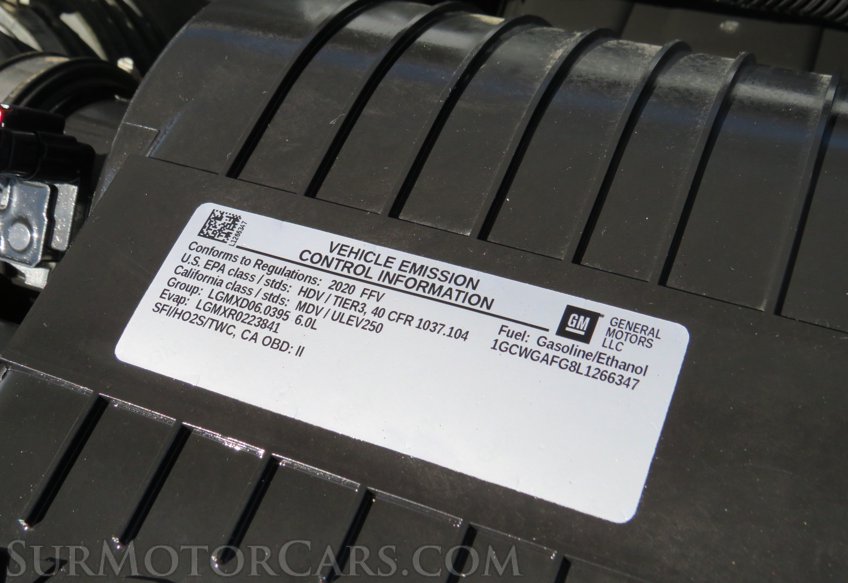 L1266347
VEHICLE EMISSION
CONTROL INFORMATION
Conforms to Regulations: 2020 FFV
U.S. EPA class / stds: HDV / TIER3, 40 CFR 1037.104
California class / stds: MDV / ULEV250
Group: LGMXD06.0395 6.0L
Evap: LGMXR0223841
SFI/HO2S/TWC, CA OBD: II
GM
GENERAL
MOTORS
LLC
Fuel: Gasoline/Ethanol
1GCWGAFG8L1266347
SurMotorCars.com